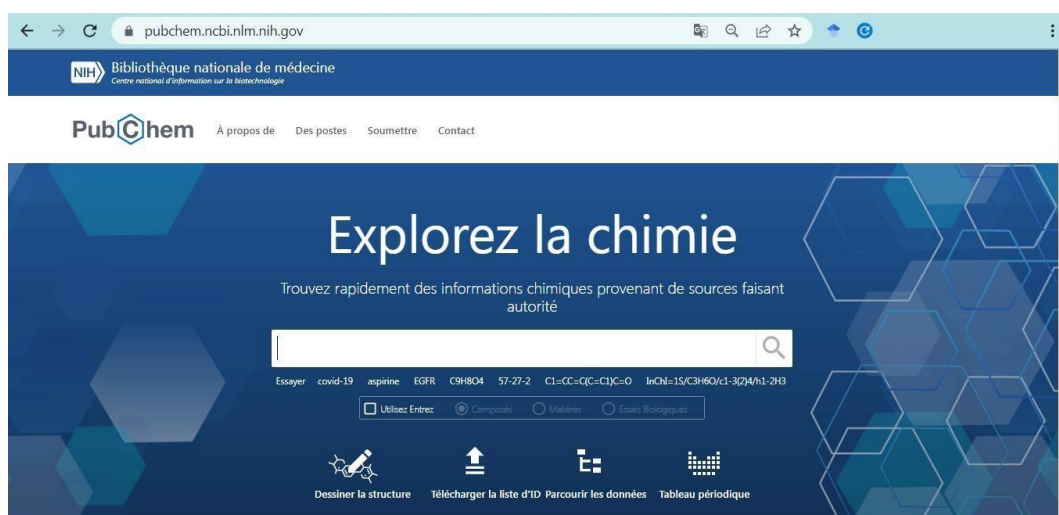 pubchem.ncbi.nlm.nih.gov
NIH Bibliothèque nationale de médecine
Centre national d'information sur la biotechnologie
PubChem À propos de Des postes Soumettre Contact
Explorez la chimie
Trouvez rapidement des informations chimiques provenant de sources faisant
autorité
Essayer covid-19 aspirine EGFR C9H8O4 57-27-2 C1=CC=C(C=C1)C=O InChI=1S/C3H6O/c1-3(2)4/h1-2H3
Utilisez Entrez Composés Matières Essais Biologiques
Dessiner la structure Télécharger la liste d'ID Parcourir les données Tableau périodique